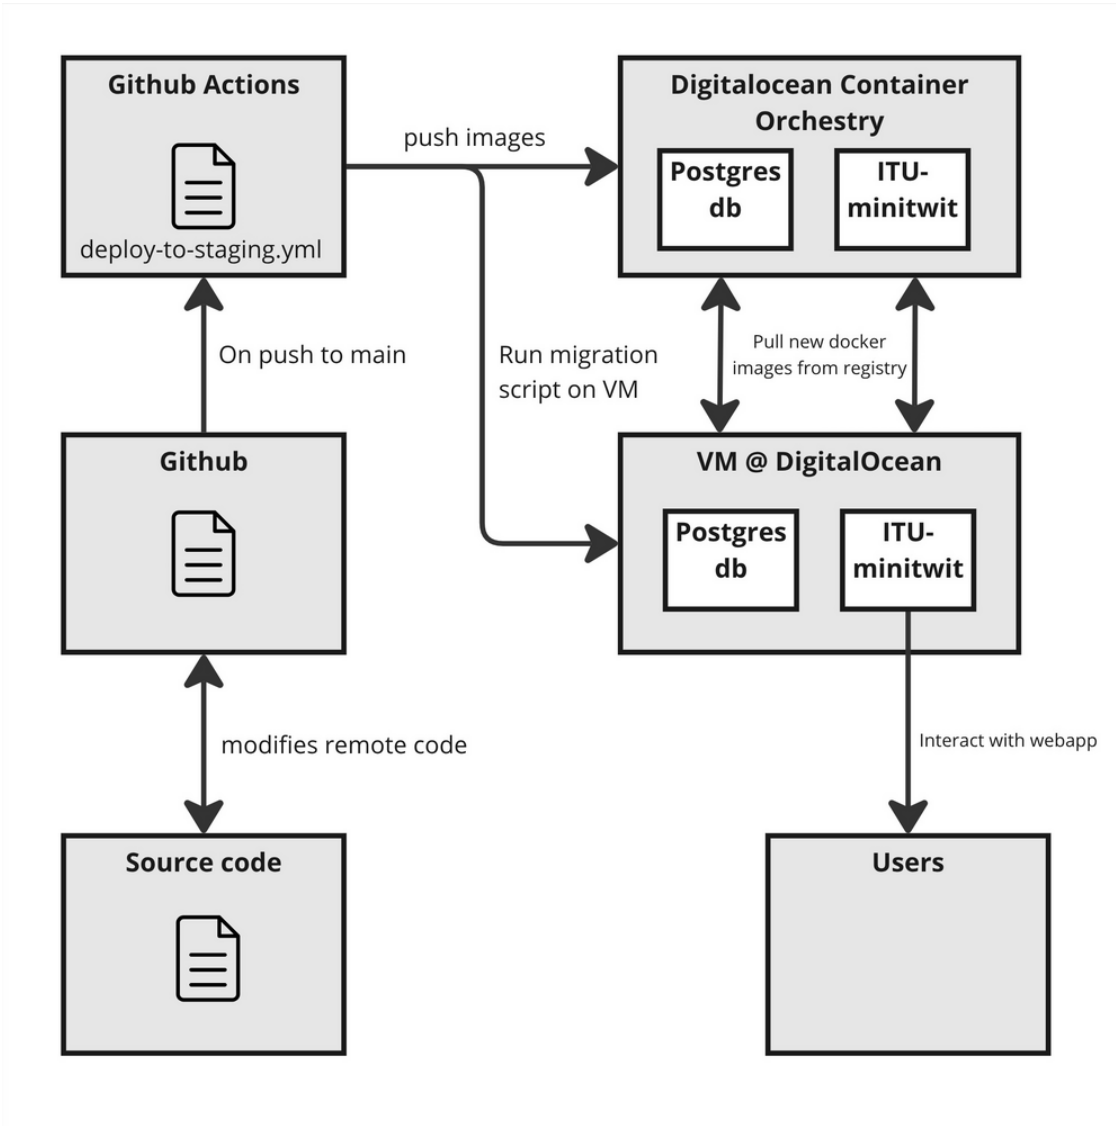 Github Actions
deploy-to-staging.yml
push images
Digitalocean Container
Orchestry
Postgres
db
ITU-
minitwit
On push to main
Run migration
script on VM
Pull new docker
images from registry
Github
VM @ DigitalOcean
Postgres
db
ITU-
minitwit
modifies remote code
Interact with webapp
Source code
Users